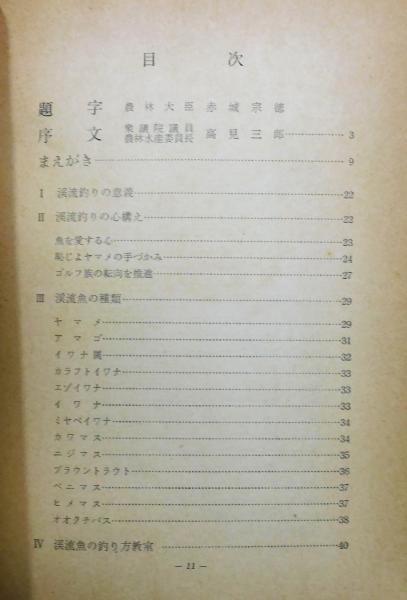 目次
題字 農林大臣 赤城宗徳
序文 衆議院議員 農林水産委員長 高見三郎……3
まえがき……9
Ⅰ 渓流釣りの意義……22
Ⅱ 渓流釣りの心構え……22
魚を愛する心……23
恥じよヤマメの手づかみ……24
ゴルフ族の転向を推進……27
Ⅲ 渓流魚の種類……29
ヤマメ……29
アマゴ……31
イワナ属……32
カラフトイワナ……33
エゾイワナ……33
イワナ……33
ミヤベイワナ……34
カワマス……34
ニジマス……35
ブラウントラウト……36
ベニマス……37
ヒメマス……37
オオクチバス……38
Ⅳ 渓流魚の釣り方教室……40
— 11 —